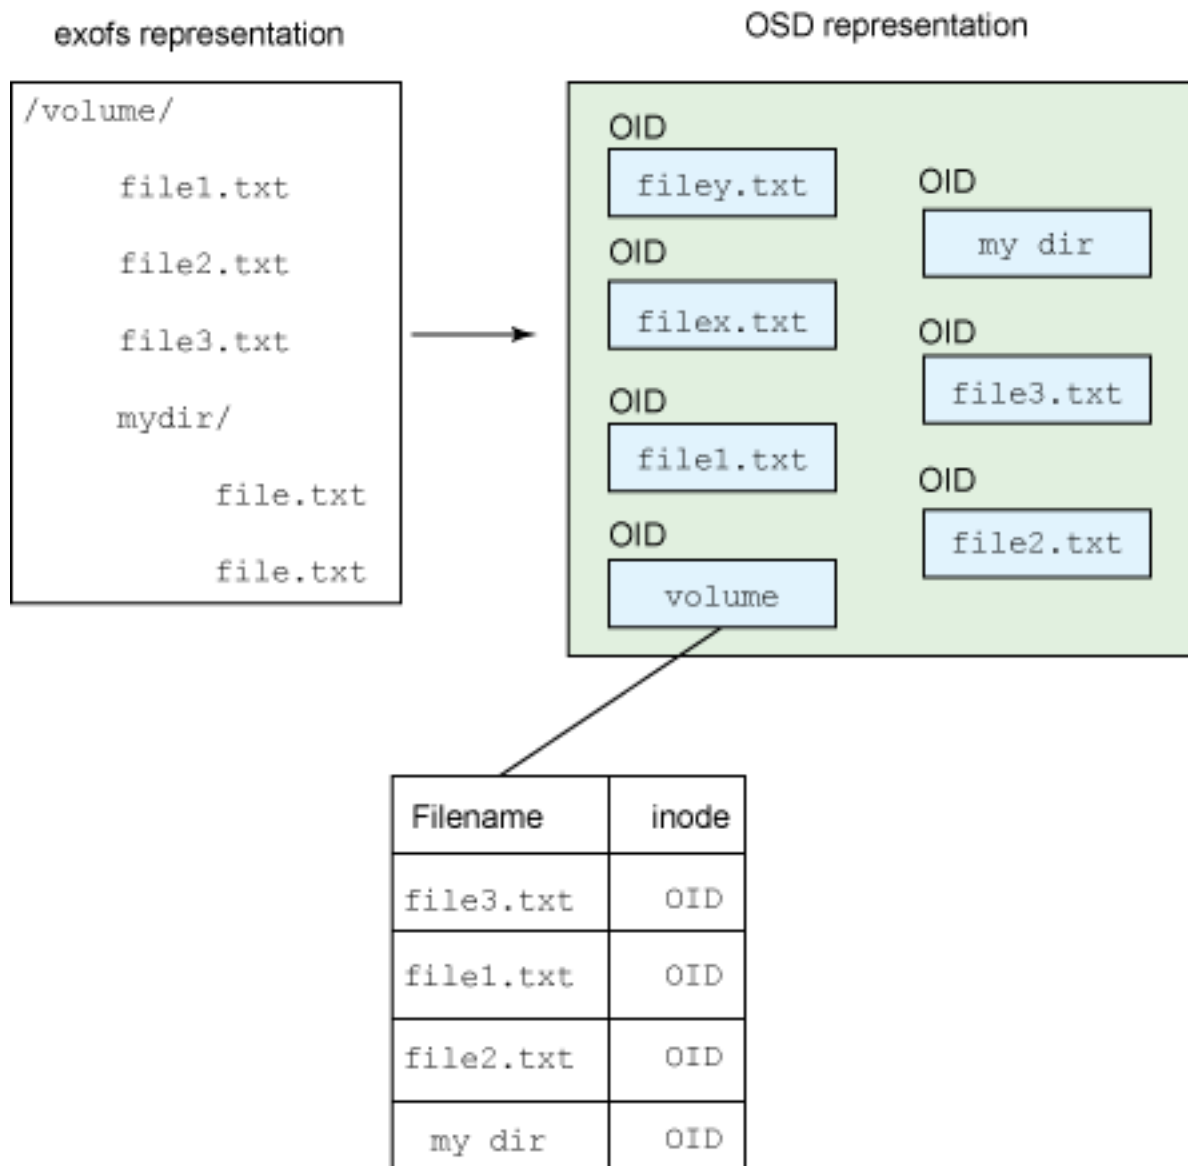 exofs representation
/volume/
file1.txt
file2.txt
file3.txt
mydir/
file.txt
file.txt
OSD representation
OID
filey.txt
OID
filex.txt
OID
file1.txt
OID
volume
OID
my dir
OID
file3.txt
OID
file2.txt
Filename inode
file3.txt OID
file1.txt OID
file2.txt OID
my dir OID